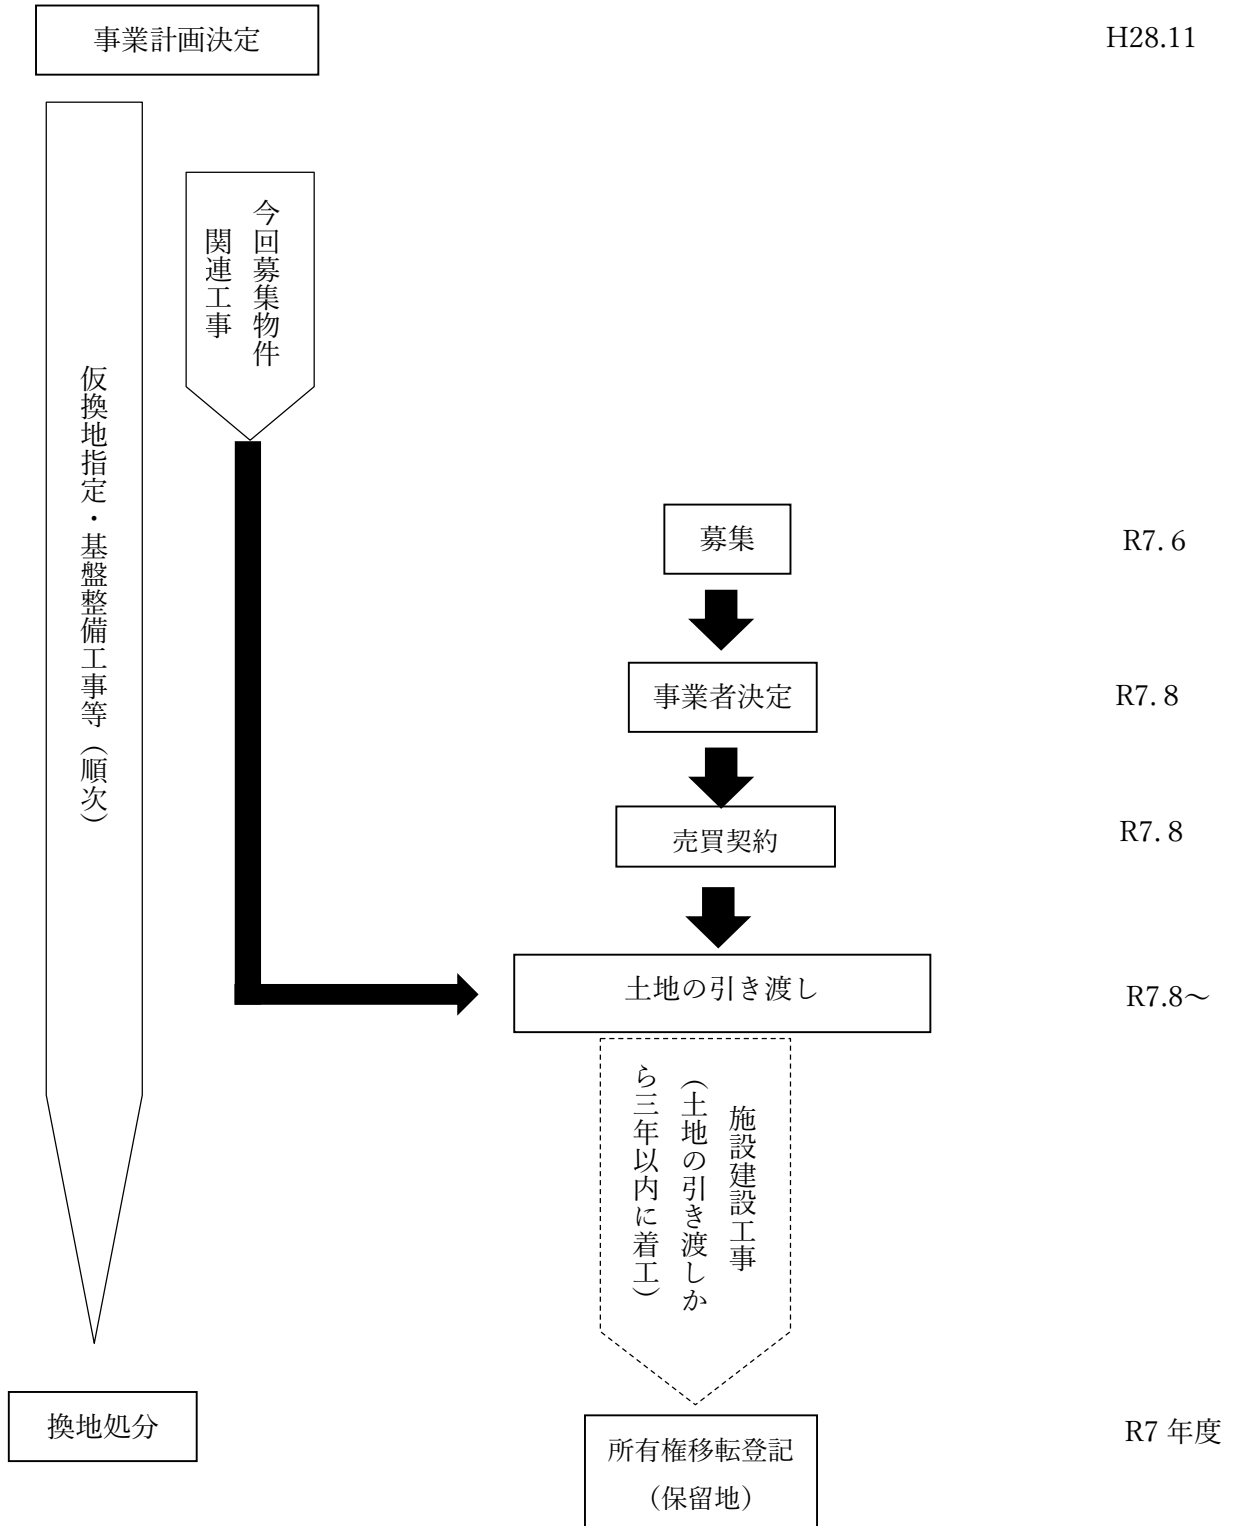 事業計画決定
H28.11
今回募集物件
関連工事
仮換地指定・基盤整備工事等（順次）
募集
R7. 6
事業者決定
R7. 8
売買契約
R7. 8
土地の引き渡し
R7.8～
施設建設工事
（土地の引き渡しか
ら三年以内に着工）
換地処分
所有権移転登記
（保留地）
R7 年度